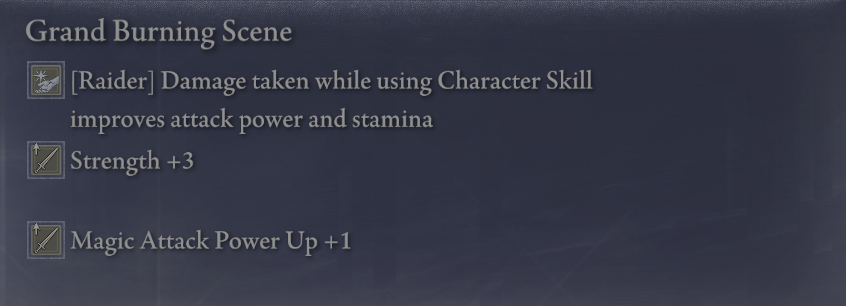 Grand Burning Scene
[Raider] Damage taken while using Character Skill
improves attack power and stamina
Strength +3
Magic Attack Power Up +1